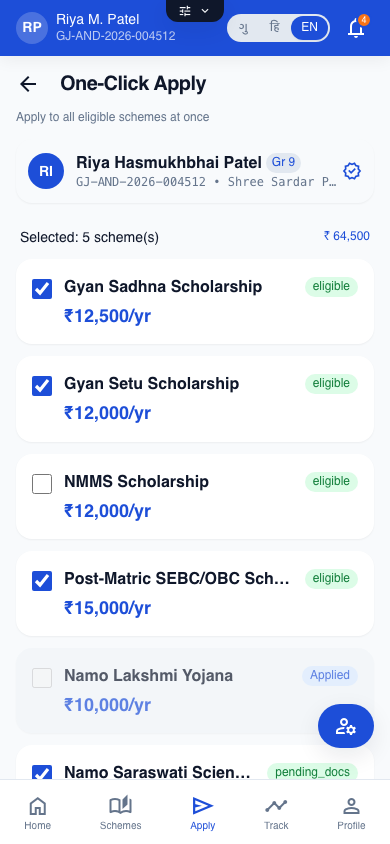 RP
Riya M. Patel
GJ-AND-2026-004512
ગુ
हि
EN
4
One-Click Apply
Apply to all eligible schemes at once
RI
Riya Hasmukhbhai Patel
Gr 9
GJ-AND-2026-004512 • Shree Sardar P…
Selected: 5 scheme(s)
₹ 64,500
Gyan Sadhna Scholarship
eligible
₹12,500/yr
Gyan Setu Scholarship
eligible
₹12,000/yr
NMMS Scholarship
eligible
₹12,000/yr
Post-Matric SEBC/OBC Sch…
eligible
₹15,000/yr
Namo Lakshmi Yojana
Applied
₹10,000/yr
Namo Saraswati Scien…
pending_docs
Home
Schemes
Apply
Track
Profile